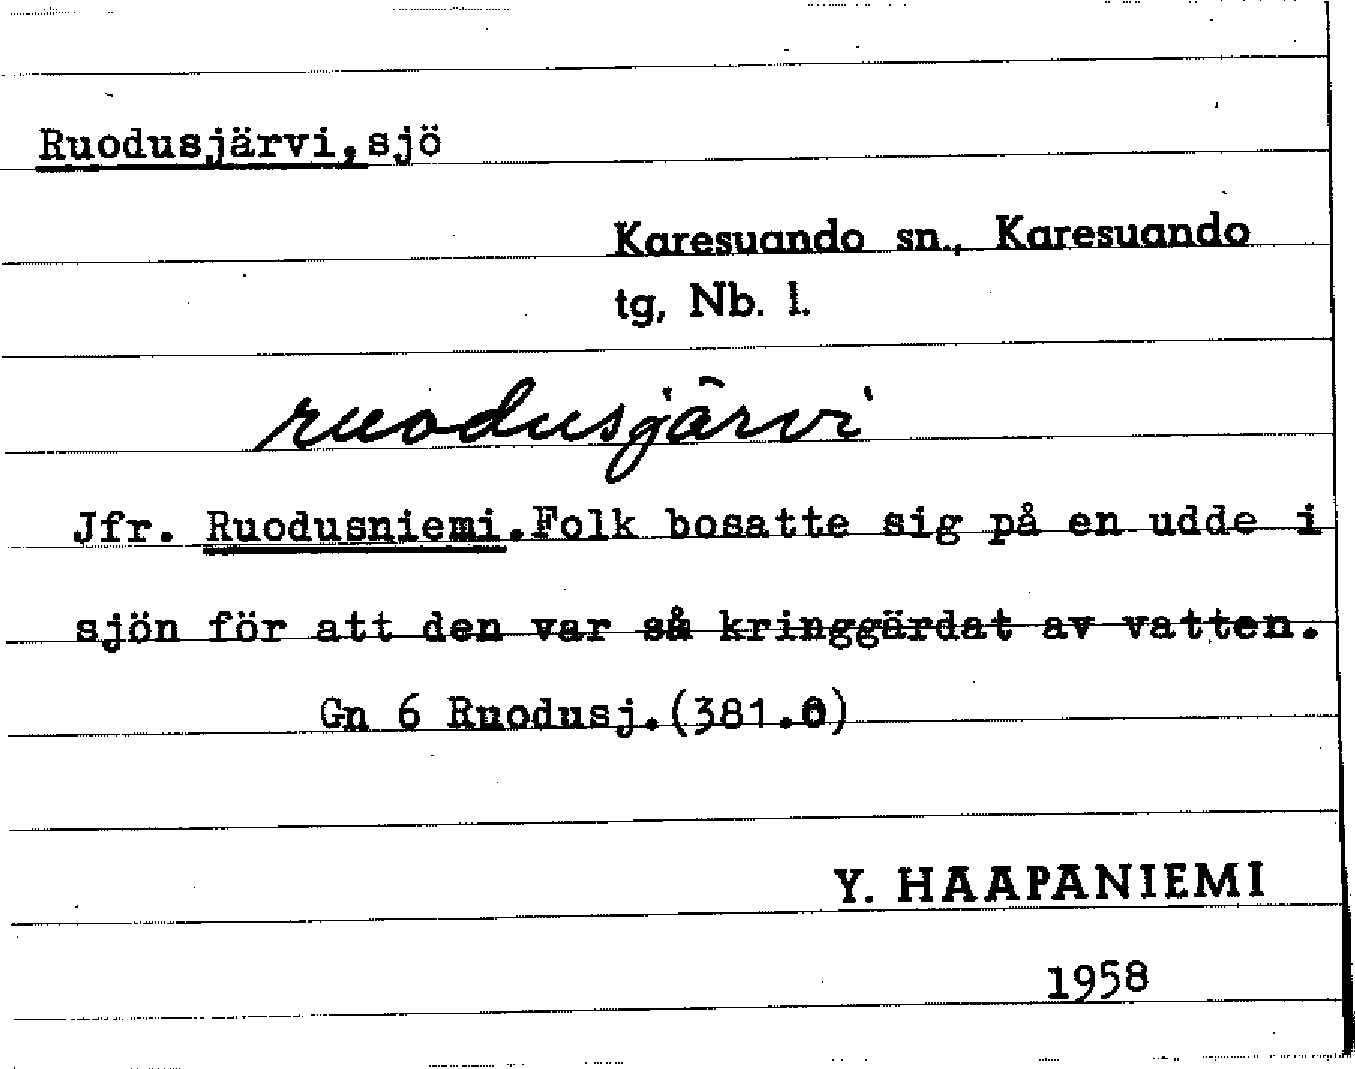 Ruodusjärvi, sjö
Karesuando sn., Karesuando
tg, Nb. l.
ruodusjärvi
Jfr. Ruodusniemi. Folk bosatte sig på en udde i
sjön för att den var så kringgärdat av vatten.
Gn 6 Ruodusj. (381.0)
Y. HAAPANIEMI
1958